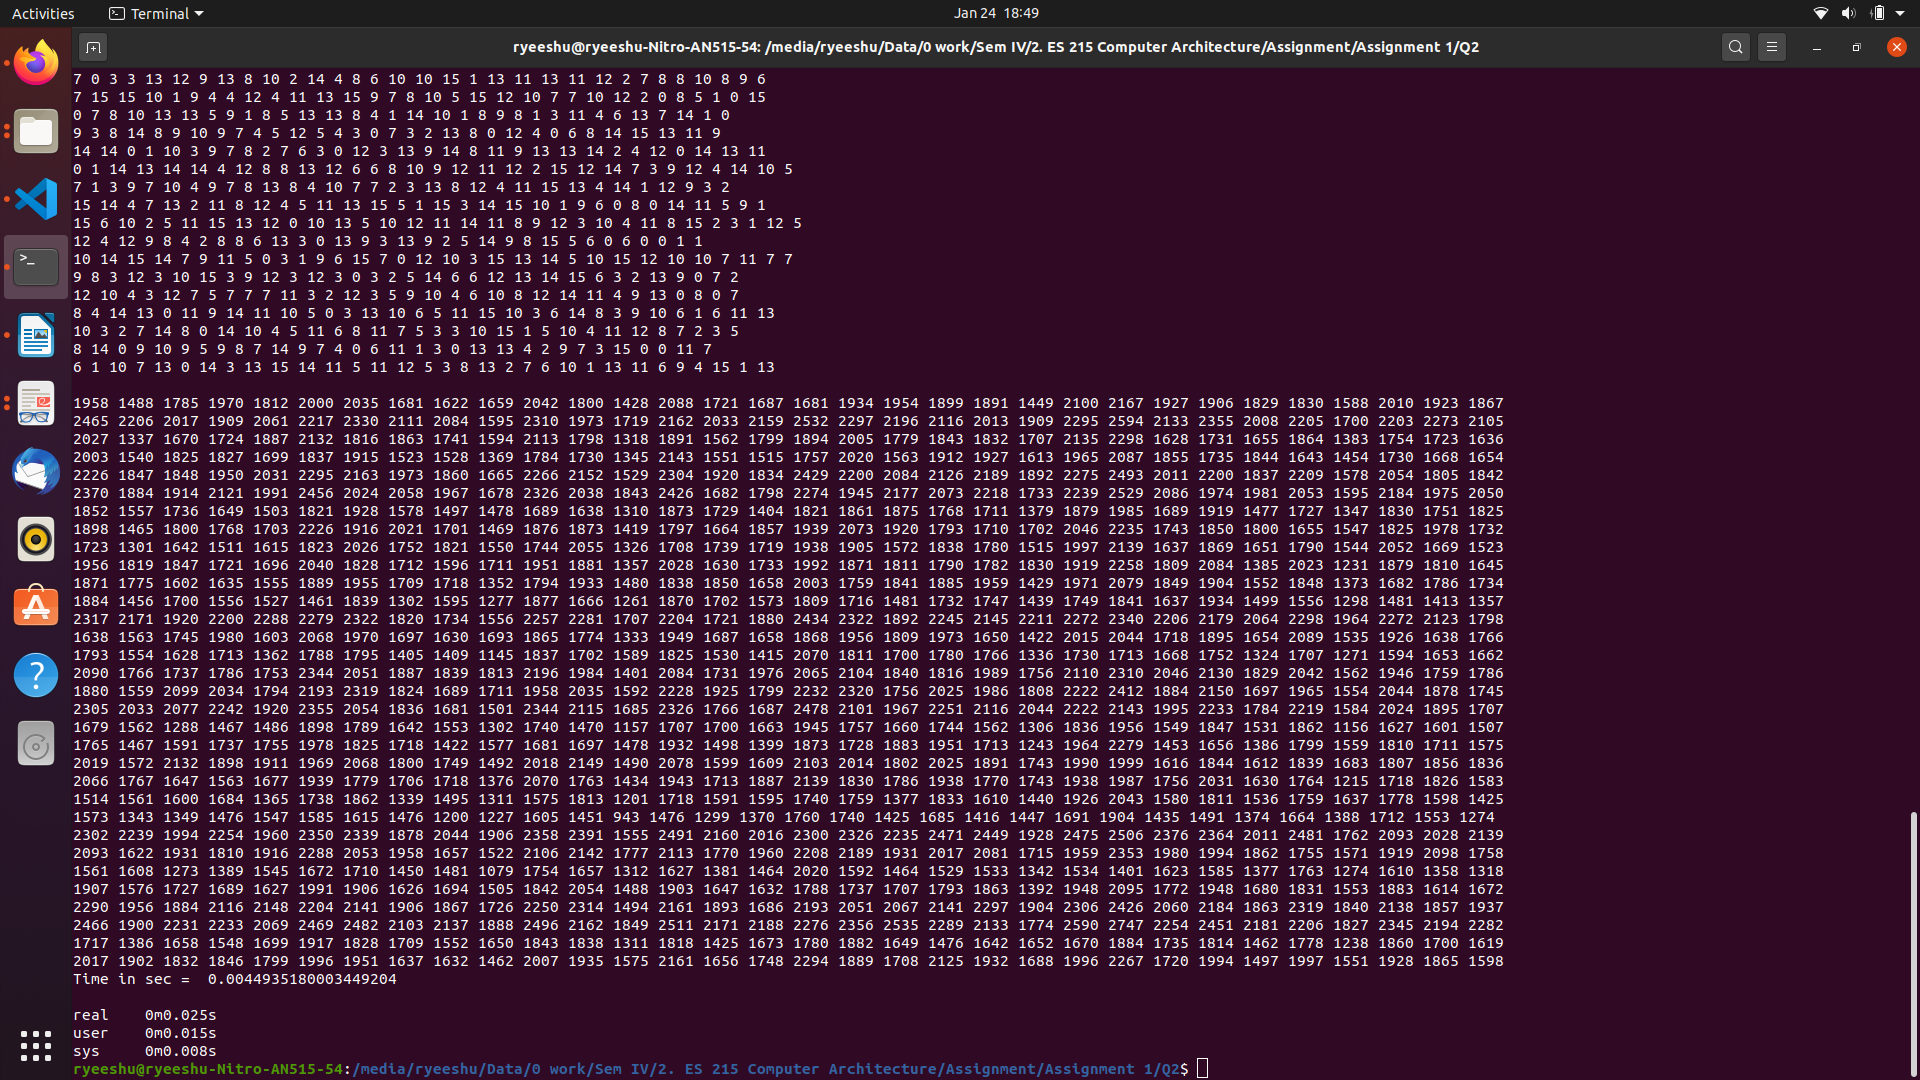 Activities
Terminal
Jan 24 18:49
ryeeshu@ryeeshu-Nitro-AN515-54: /media/ryeeshu/Data/0 work/Sem IV/2. ES 215 Computer Architecture/Assignment/Assignment 1/Q2
7 0 3 3 13 12 9 13 8 10 2 14 4 8 6 10 10 15 1 13 11 13 11 12 2 7 8 8 10 8 9 6
7 15 15 10 1 9 4 4 12 4 11 13 15 9 7 8 10 5 15 12 10 7 7 10 12 2 0 8 5 1 0 15
0 7 8 10 13 13 5 9 1 8 5 13 13 8 4 1 14 10 1 8 9 8 1 3 11 4 6 13 7 14 1 0
9 3 8 14 8 9 10 9 7 4 5 12 5 4 3 0 7 3 2 13 8 0 12 4 0 6 8 14 15 13 11 9
14 14 0 1 10 3 9 7 8 2 7 6 3 0 12 3 13 9 14 8 11 9 13 13 14 2 4 12 0 14 13 11
0 1 14 13 14 14 4 12 8 8 13 12 6 6 8 10 9 12 11 12 2 15 12 14 7 3 9 12 4 14 10 5
7 1 3 9 7 10 4 9 7 8 13 8 4 10 7 7 2 3 13 8 12 4 11 15 13 4 14 1 12 9 3 2
15 14 4 7 13 2 11 8 12 4 5 11 13 15 5 1 15 3 14 15 10 1 9 6 0 8 0 14 11 5 9 1
15 6 10 2 5 11 15 13 12 0 10 13 5 10 12 11 14 11 8 9 12 3 10 4 11 8 15 2 3 1 12 5
12 4 12 9 8 4 2 8 8 6 13 3 0 13 9 3 13 9 2 5 14 9 8 15 5 6 0 6 0 0 1 1
10 14 15 14 7 9 11 5 0 3 1 9 6 15 7 0 12 10 3 15 13 14 5 10 15 12 10 10 7 11 7 7
9 8 3 12 3 10 15 3 9 12 3 12 3 0 3 2 5 14 6 6 12 13 14 15 6 3 2 13 9 0 7 2
12 10 4 3 12 7 5 7 7 7 11 3 2 12 3 5 9 10 4 6 10 8 12 14 11 4 9 13 0 8 0 7
8 4 14 13 0 11 9 14 11 10 5 0 3 13 10 6 5 11 15 10 3 6 14 8 3 9 10 6 1 6 11 13
10 3 2 7 14 8 0 14 10 4 5 11 6 8 11 7 5 3 3 10 15 1 5 10 4 11 12 8 7 2 3 5
8 14 0 9 10 9 5 9 8 7 14 9 7 4 0 6 11 1 3 0 13 13 4 2 9 7 3 15 0 0 11 7
6 1 10 7 13 0 14 3 13 15 14 11 5 11 12 5 3 8 13 2 7 6 10 1 13 11 6 9 4 15 1 13
1958 1488 1785 1970 1812 2000 2035 1681 1622 1659 2042 1800 1428 2088 1721 1687 1681 1934 1954 1899 1891 1449 2100 2167 1927 1906 1829 1830 1588 2010 1923 1867
2465 2206 2017 1909 2061 2217 2330 2111 2084 1595 2310 1973 1719 2162 2033 2159 2532 2297 2196 2116 2013 1909 2295 2594 2133 2355 2008 2205 1700 2203 2273 2105
2027 1337 1670 1724 1887 2132 1816 1863 1741 1594 2113 1798 1318 1891 1562 1799 1894 2005 1779 1843 1832 1707 2135 2298 1628 1731 1655 1864 1383 1754 1723 1636
2003 1540 1825 1827 1699 1837 1915 1523 1528 1369 1784 1730 1345 2143 1551 1515 1757 2020 1563 1912 1927 1613 1965 2087 1855 1735 1844 1643 1454 1730 1668 1654
2226 1847 1848 1950 2031 2295 2163 1973 1860 1665 2266 2152 1529 2304 1920 1834 2429 2200 2084 2126 2189 1892 2275 2493 2011 2200 1837 2209 1578 2054 1805 1842
2370 1884 1914 2121 1991 2456 2024 2058 1967 1678 2326 2038 1843 2426 1682 1798 2274 1945 2177 2073 2218 1733 2239 2529 2086 1974 1981 2053 1595 2184 1975 2050
1852 1557 1736 1649 1503 1821 1928 1578 1497 1478 1689 1638 1310 1873 1729 1404 1821 1861 1875 1768 1711 1379 1879 1985 1689 1919 1477 1727 1347 1830 1751 1825
1898 1465 1800 1768 1703 2226 1916 2021 1701 1469 1876 1873 1419 1797 1664 1857 1939 2073 1920 1793 1710 1702 2046 2235 1743 1850 1800 1655 1547 1825 1978 1732
1723 1301 1642 1511 1615 1823 2026 1752 1821 1550 1744 2055 1326 1708 1739 1719 1938 1905 1572 1838 1780 1515 1997 2139 1637 1869 1651 1790 1544 2052 1669 1523
1956 1819 1847 1721 1696 2040 1828 1712 1596 1711 1951 1881 1357 2028 1630 1733 1992 1871 1811 1790 1782 1830 1919 2258 1809 2084 1385 2023 1231 1879 1810 1645
1871 1775 1602 1635 1555 1889 1955 1709 1718 1352 1794 1933 1480 1838 1850 1658 2003 1759 1841 1885 1959 1429 1971 2079 1849 1904 1552 1848 1373 1682 1786 1734
1884 1456 1700 1556 1527 1461 1839 1302 1595 1277 1877 1666 1261 1870 1702 1573 1809 1716 1481 1732 1747 1439 1749 1841 1637 1934 1499 1556 1298 1481 1413 1357
2317 2171 1920 2200 2288 2279 2322 1820 1734 1556 2257 2281 1707 2204 1721 1880 2434 2322 1892 2245 2145 2211 2272 2340 2206 2179 2064 2298 1964 2272 2123 1798
1638 1563 1745 1980 1603 2068 1970 1697 1630 1693 1865 1774 1333 1949 1687 1658 1868 1956 1809 1973 1650 1422 2015 2044 1718 1895 1654 2089 1535 1926 1638 1766
1793 1554 1628 1713 1362 1788 1795 1405 1409 1145 1837 1702 1589 1825 1530 1415 2070 1811 1700 1780 1766 1336 1730 1713 1668 1752 1324 1707 1271 1594 1653 1662
2090 1766 1737 1786 1753 2344 2051 1887 1839 1813 2196 1984 1401 2084 1731 1976 2065 2104 1840 1816 1989 1756 2110 2310 2046 2130 1829 2042 1562 1946 1759 1786
1880 1559 2099 2034 1794 2193 2319 1824 1689 1711 1958 2035 1592 2228 1925 1799 2232 2320 1756 2025 1986 1808 2222 2412 1884 2150 1697 1965 1554 2044 1878 1745
2305 2033 2077 2242 1920 2355 2054 1836 1681 1501 2344 2115 1685 2326 1766 1687 2478 2101 1967 2251 2116 2044 2222 2143 1995 2233 1784 2219 1584 2024 1895 1707
1679 1562 1288 1467 1486 1898 1789 1642 1553 1302 1740 1470 1157 1707 1700 1663 1945 1757 1660 1744 1562 1306 1836 1956 1549 1847 1531 1862 1156 1627 1601 1507
1765 1467 1591 1737 1755 1978 1825 1718 1422 1577 1681 1697 1478 1932 1498 1399 1873 1728 1883 1951 1713 1243 1964 2279 1453 1656 1386 1799 1559 1810 1711 1575
2019 1572 2132 1898 1911 1969 2068 1800 1749 1492 2018 2149 1490 2078 1599 1609 2103 2014 1802 2025 1891 1743 1990 1999 1616 1844 1612 1839 1683 1807 1856 1836
2066 1767 1647 1563 1677 1939 1779 1706 1718 1376 2070 1763 1434 1943 1713 1887 2139 1830 1786 1938 1770 1743 1938 1987 1756 2031 1630 1764 1215 1718 1826 1583
1514 1561 1600 1684 1365 1738 1862 1339 1495 1311 1575 1813 1201 1718 1591 1595 1740 1759 1377 1833 1610 1440 1926 2043 1580 1811 1536 1759 1637 1778 1598 1425
1573 1343 1349 1476 1547 1585 1615 1476 1200 1227 1605 1451 943 1476 1299 1370 1760 1740 1425 1685 1416 1447 1691 1904 1435 1491 1374 1664 1388 1712 1553 1274
2302 2239 1994 2254 1960 2350 2339 1878 2044 1906 2358 2391 1555 2491 2160 2016 2300 2326 2235 2471 2449 1928 2475 2506 2376 2364 2011 2481 1762 2093 2028 2139
2093 1622 1931 1810 1916 2288 2053 1958 1657 1522 2106 2142 1777 2113 1770 1960 2208 2189 1931 2017 2081 1715 1959 2353 1980 1994 1862 1755 1571 1919 2098 1758
1561 1608 1273 1389 1545 1672 1710 1450 1481 1079 1754 1657 1312 1627 1381 1464 2020 1592 1464 1529 1533 1342 1534 1401 1623 1585 1377 1763 1274 1610 1358 1318
1907 1576 1727 1689 1627 1991 1906 1626 1694 1505 1842 2054 1488 1903 1647 1632 1788 1737 1707 1793 1863 1392 1948 2095 1772 1948 1680 1831 1553 1883 1614 1672
2290 1956 1884 2116 2148 2204 2141 1906 1867 1726 2250 2314 1494 2161 1893 1686 2193 2051 2067 2141 2297 1904 2306 2426 2060 2184 1863 2319 1840 2138 1857 1937
2466 1900 2231 2233 2069 2469 2482 2103 2137 1888 2496 2162 1849 2511 2171 2188 2276 2356 2535 2289 2133 1774 2590 2747 2254 2451 2181 2206 1827 2345 2194 2282
1717 1386 1658 1548 1699 1917 1828 1709 1552 1650 1843 1838 1311 1818 1425 1673 1780 1882 1649 1476 1642 1652 1670 1884 1735 1814 1462 1778 1238 1860 1700 1619
2017 1902 1832 1846 1799 1996 1951 1637 1632 1462 2007 1935 1575 2161 1656 1748 2294 1889 1708 2125 1932 1688 1996 2267 1720 1994 1497 1997 1551 1928 1865 1598
Time in sec =  0.0044935180003449204
real    0m0.025s
user    0m0.015s
sys     0m0.008s
ryeeshu@ryeeshu-Nitro-AN515-54:/media/ryeeshu/Data/0 work/Sem IV/2. ES 215 Computer Architecture/Assignment/Assignment 1/Q2$